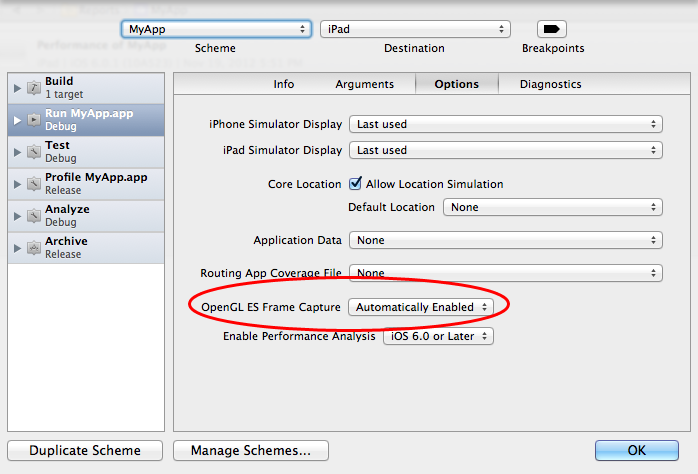 MyApp
iPad
Scheme
Destination
Breakpoints
Build
1 target
Run MyApp.app
Debug
Test
Debug
Profile MyApp.app
Release
Analyze
Debug
Archive
Release
Info
Arguments
Options
Diagnostics
iPhone Simulator Display
Last used
iPad Simulator Display
Last used
Core Location
Allow Location Simulation
Default Location
None
Application Data
None
Routing App Coverage File
None
OpenGL ES Frame Capture
Automatically Enabled
Enable Performance Analysis
iOS 6.0 or Later
Duplicate Scheme
Manage Schemes...
OK